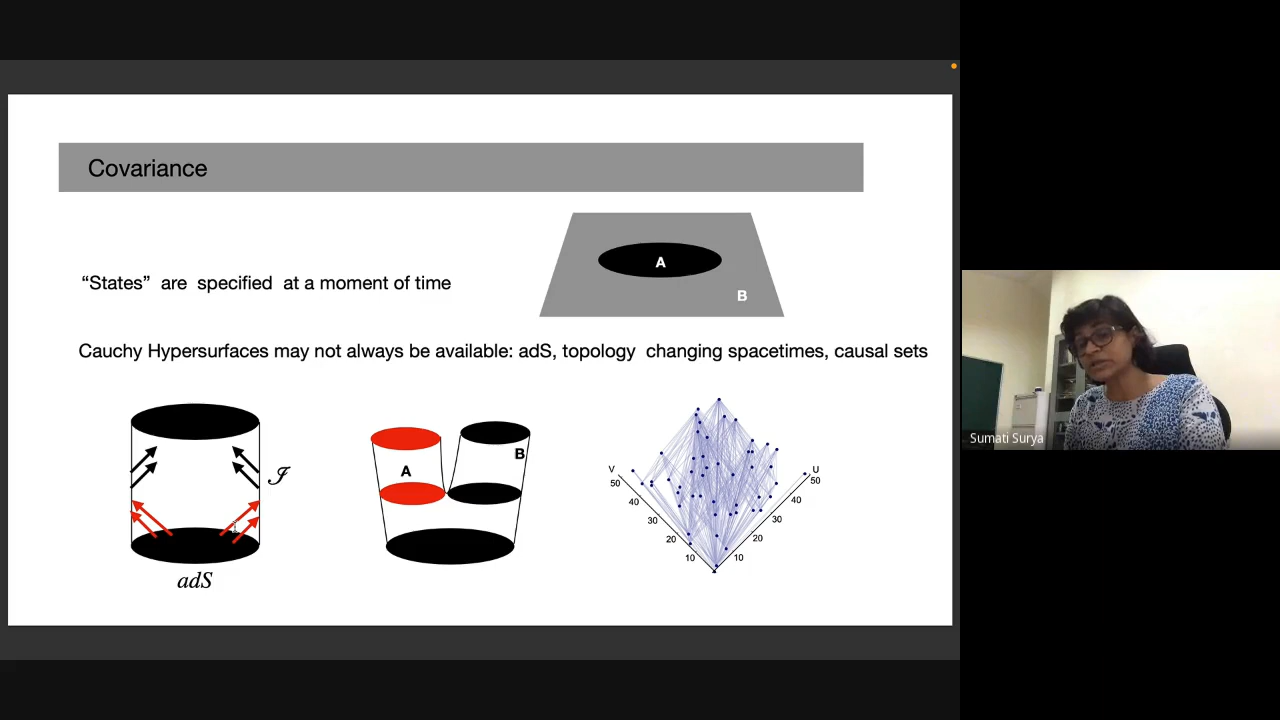 Covariance
A
B
“States” are specified at a moment of time
Cauchy Hypersurfaces may not always be available: adS, topology changing spacetimes, causal sets
ℐ
adS
A
B
V
50
40
30
20
10
U
50
40
30
20
10
Sumati Surya